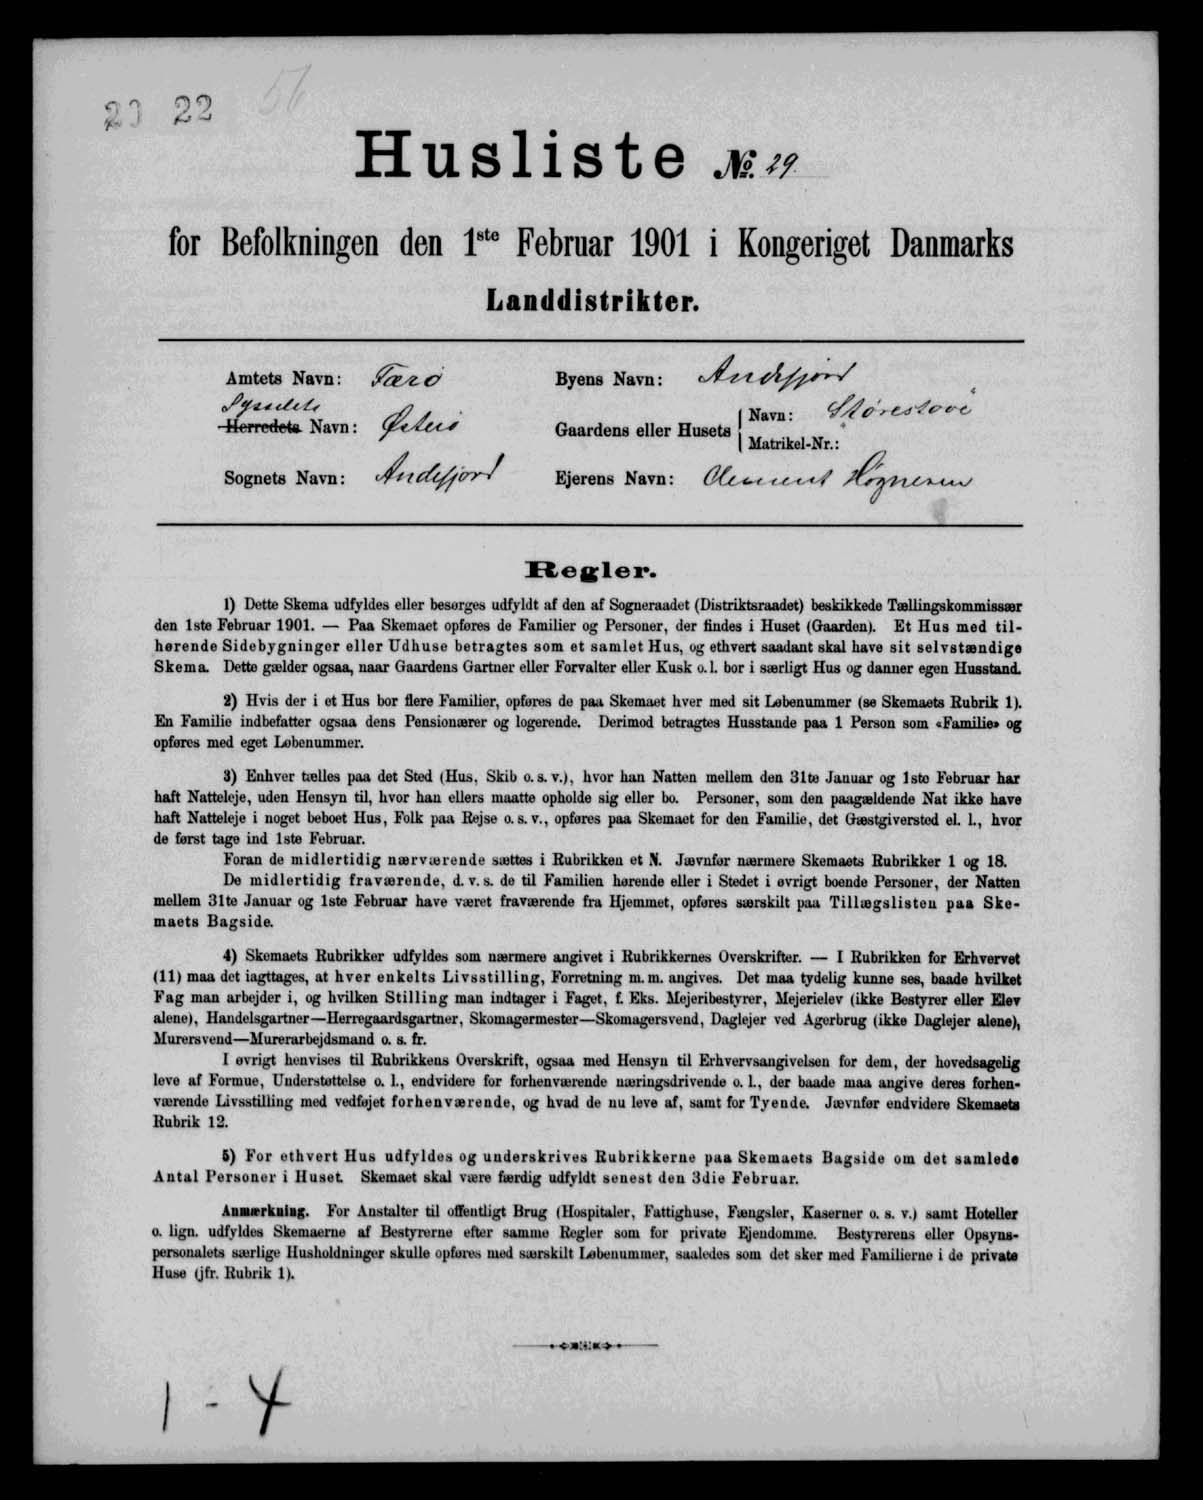 22
56
Husliste No. 29.
for Befolkningen den 1ste Februar 1901 i Kongeriget Danmarks
Landdistrikter.
Amtets Navn: Færø
Byens Navn: Andefjord
Sysselets
Herredets Navn: Østerö
Gaardens eller Husets
Navn:
Matrikel-Nr.:
Sognets Navn: Andefjord
Ejerens Navn: Clement Høgnesen
Regler.
1) Dette Skema udfyldes eller besørges udfyldt af den af Sogneraadet (Distriktsraadet) beskikkede Tællingskommissær
den 1ste Februar 1901. — Paa Skemaet opføres de Familier og Personer, der findes i Huset (Gaarden). Et Hus med til-
hørende Sidebygninger eller Udhuse betragtes som et samlet Hus, og ethvert saadant skal have sit selvstændige
Skema. Dette gælder ogsaa, naar Gaardens Gartner eller Forvalter eller Kusk o. l. bor i særligt Hus og danner egen Husstand.
2) Hvis der i et Hus bor flere Familier, opføres de paa Skemaet hver med sit Løbenummer (se Skemaets Rubrik 1).
En Familie indbefatter ogsaa dens Pensionærer og logerende. Derimod betragtes Husstande paa 1 Person som «Familie» og
opføres med eget Løbenummer.
3) Enhver tælles paa det Sted (Hus, Skib o. s. v.), hvor han Natten mellem den 31te Januar og 1ste Februar har
haft Natteleje, uden Hensyn til, hvor han ellers maatte opholde sig eller bo. Personer, som den paagældende Nat ikke have
haft Natteleje i noget beboet Hus, Folk paa Rejse o. s. v., opføres paa Skemaet for den Familie, det Gæstgiversted el. l., hvor
de først tage ind 1ste Februar.
Foran de midlertidig nærværende sættes i Rubrikken et N. Jævnfør nærmere Skemaets Rubrikker 1 og 18.
De midlertidig fraværende, d. v. s. de til Familien hørende eller i Stedet i øvrigt boende Personer, der Natten
mellem 31te Januar og 1ste Februar have været fraværende fra Hjemmet, opføres særskilt paa Tillægslisten paa Ske-
maets Bagside.
4) Skemaets Rubrikker udfyldes som nærmere angivet i Rubrikkernes Overskrifter. — I Rubrikken for Erhvervet
(11) maa det iagttages, at hver enkelts Livsstilling, Forretning m. m. angives. Det maa tydelig kunne ses, baade hvilket
Fag man arbejder i, og hvilken Stilling man indtager i Faget, f. Eks. Mejeribestyrer, Mejerielev (ikke Bestyrer eller Elev
alene), Handelsgartner—Herregaardsgartner, Skomagermester—Skomagersvend, Daglejer ved Agerbrug (ikke Daglejer alene),
Murersvend—Murerarbejdsmand o. s. fr.
I øvrigt henvises til Rubrikkens Overskrift, ogsaa med Hensyn til Erhvervsangivelsen for dem, der hovedsagelig
leve af Formue, Understøttelse o. l., endvidere for forhenværende næringsdrivende o. l., der baade maa angive deres forhen-
værende Livsstilling med vedføjet forhenværende, og hvad de nu leve af, samt for Tyende. Jævnfør endvidere Skemaets
Rubrik 12.
5) For ethvert Hus udfyldes og underskrives Rubrikkerne paa Skemaets Bagside om det samlede
Antal Personer i Huset. Skemaet skal være færdig udfyldt senest den 3die Februar.
Anmærkning. For Anstalter til offentligt Brug (Hospitaler, Fattighuse, Fængsler, Kaserner o. s. v.) samt Hoteller
o. lign. udfyldes Skemaerne af Bestyrerne efter samme Regler som for private Ejendomme. Bestyrerens eller Opsyns-
personalets særlige Husholdninger skulle opføres med særskilt Løbenummer, saaledes som det sker med Familierne i de private
Huse (jfr. Rubrik 1).
1 - 4